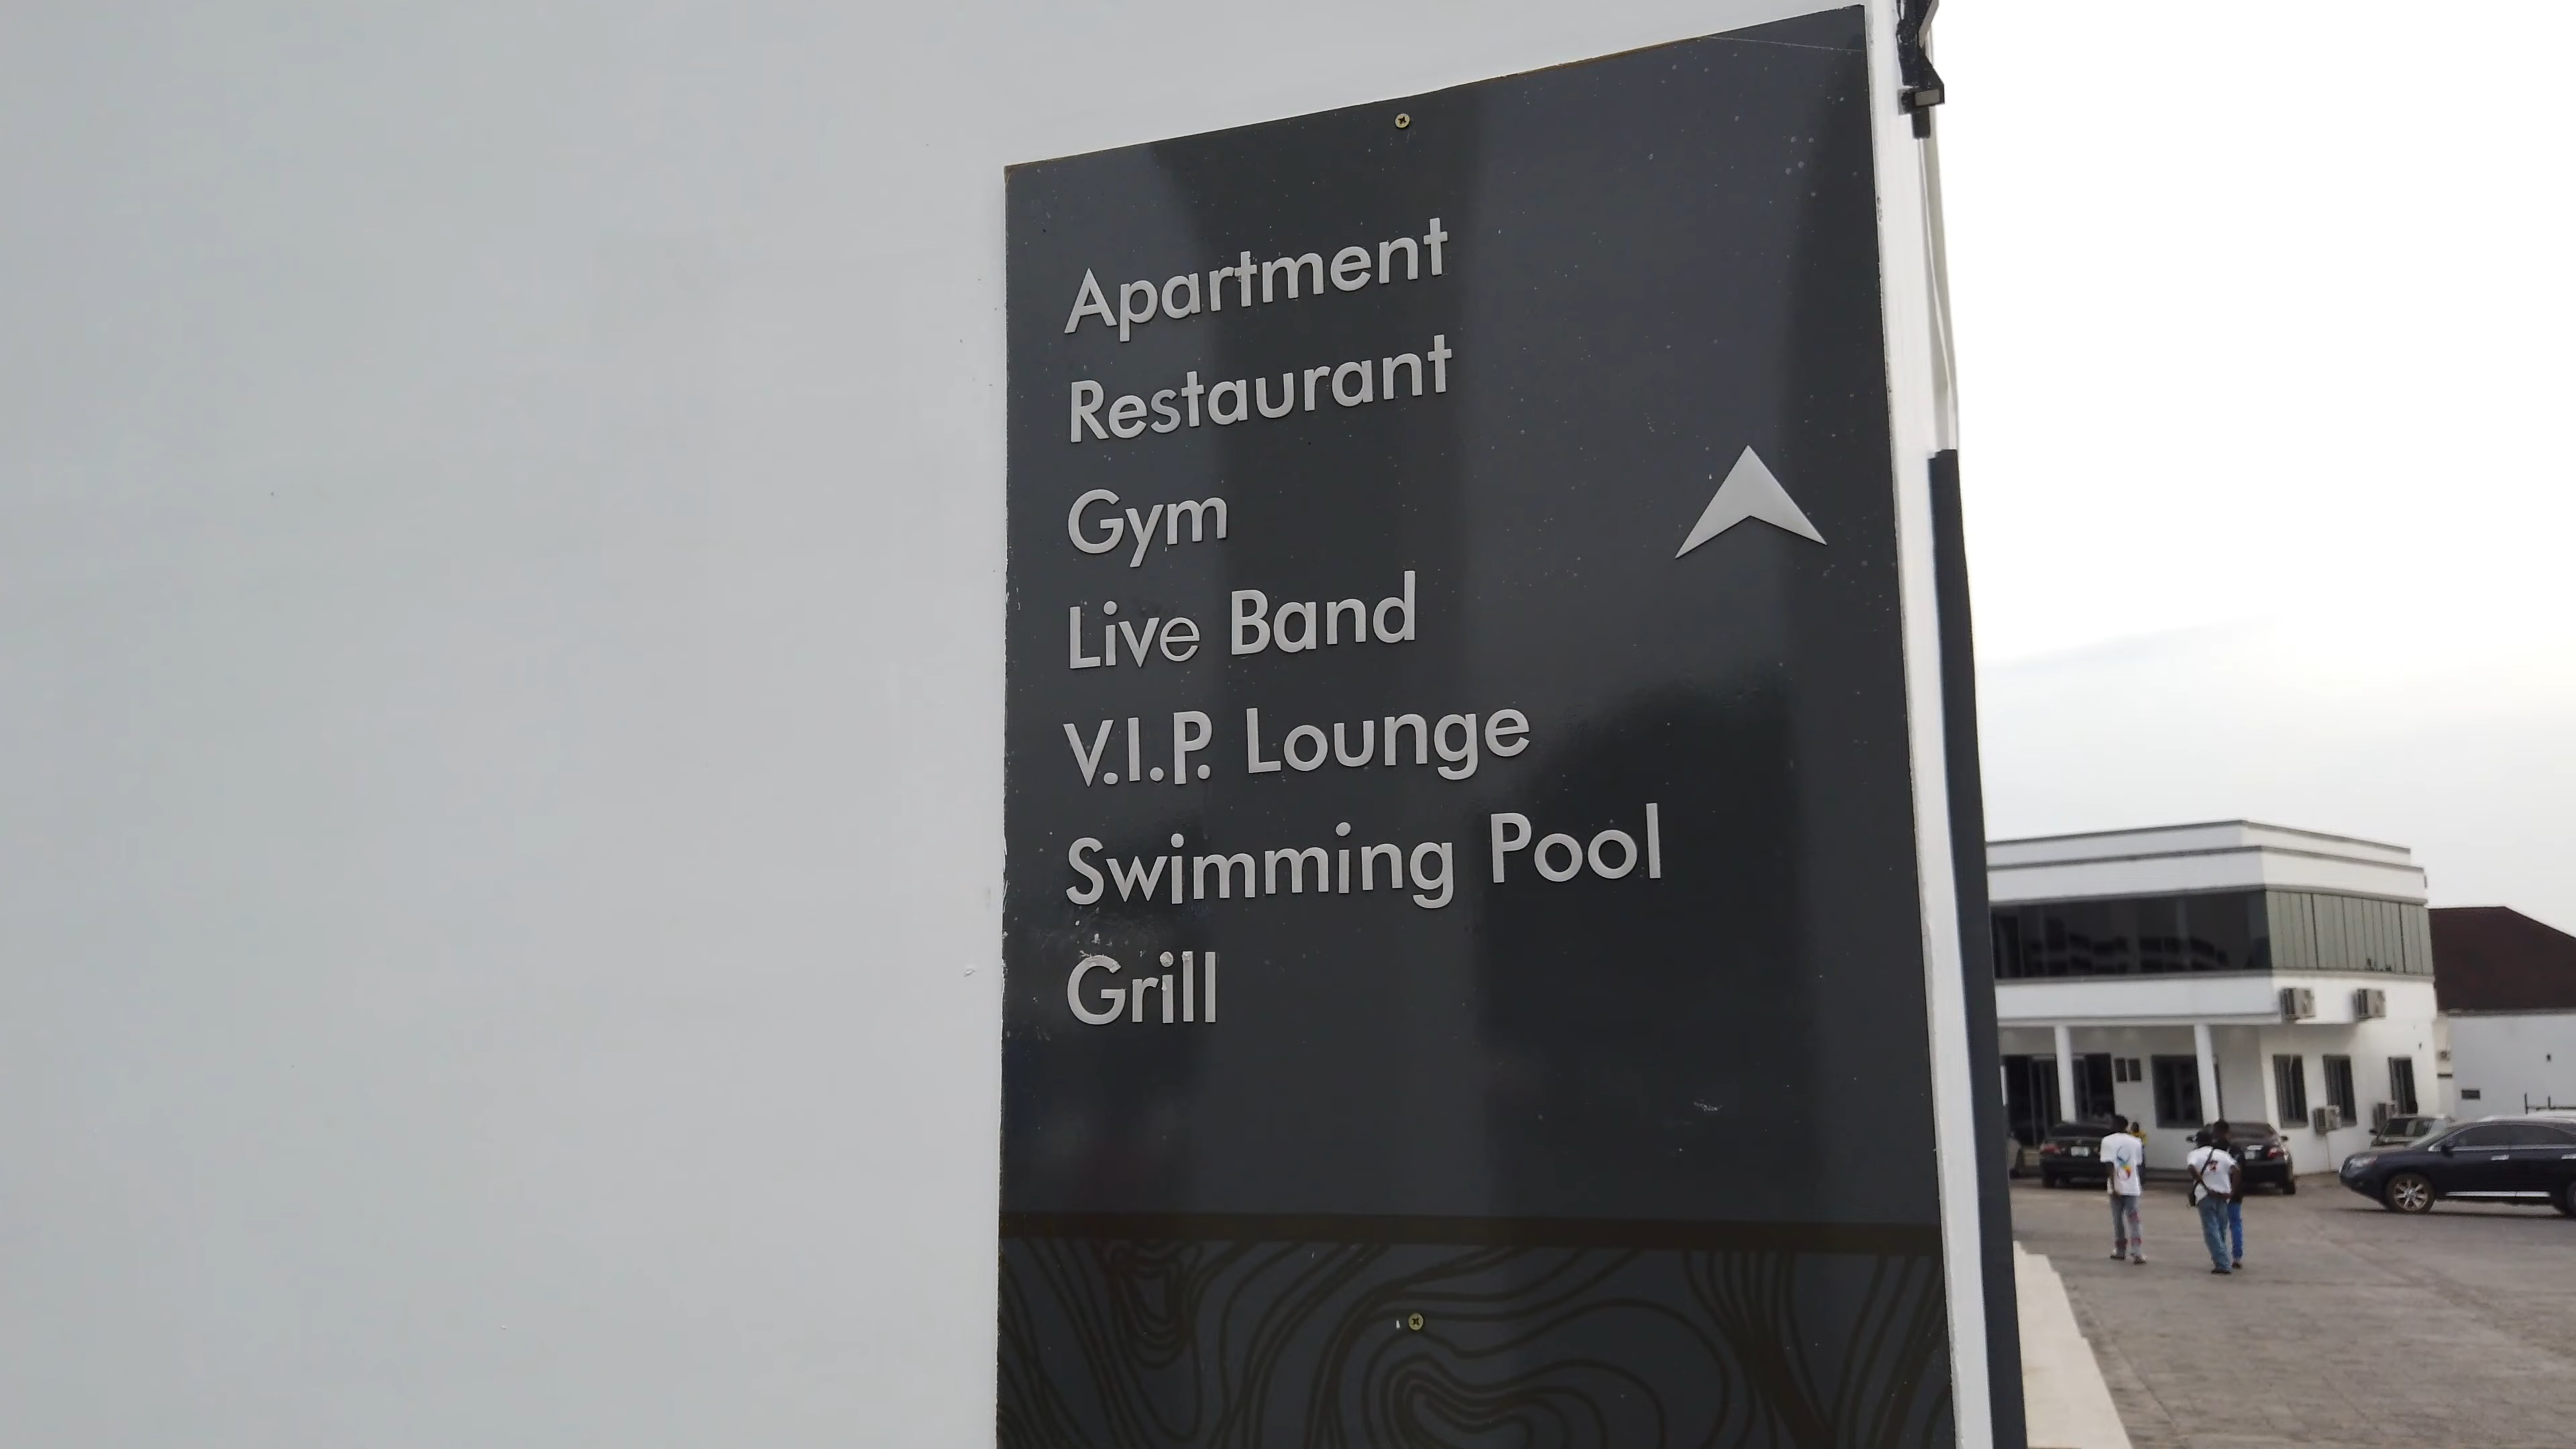 Apartment
Restaurant
Gym
Live Band
V.I.P. Lounge
Swimming Pool
Grill